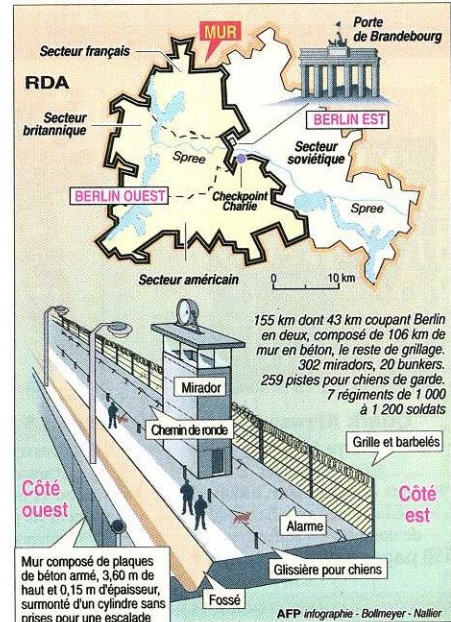 MUR
Porte
de Brandebourg
Secteur français
RDA
Secteur
britannique
BERLIN EST
Secteur
soviétique
Spree
BERLIN OUEST
Checkpoint
Charlie
Spree
Secteur américain
0 10 km
155 km dont 43 km coupant Berlin
en deux, composé de 106 km de
mur en béton, le reste de grillage.
302 miradors, 20 bunkers.
259 pistes pour chiens de garde.
7 régiments de 1 000
à 1 200 soldats
Mirador
Chemin de ronde
Grille et barbelés
Côté
ouest
Côté
est
Alarme
Glissière pour chiens
Fossé
Mur composé de plaques
de béton armé, 3,60 m de
haut et 0,15 m d'épaisseur,
surmonté d'un cylindre sans
prises pour une escalade
AFP infographie - Bollmeyer - Nallier